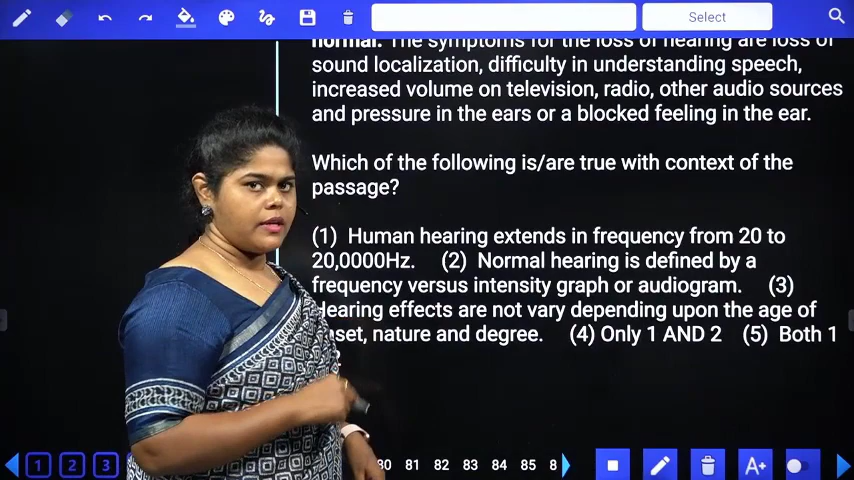 Select
normal. The symptoms for the loss of hearing are loss of
sound localization, difficulty in understanding speech,
increased volume on television, radio, other audio sources
and pressure in the ears or a blocked feeling in the ear.
Which of the following is/are true with context of the
passage?
(1) Human hearing extends in frequency from 20 to
20,0000Hz. (2) Normal hearing is defined by a
frequency versus intensity graph or audiogram. (3)
Hearing effects are not vary depending upon the age of
nset, nature and degree. (4) Only 1 AND 2 (5) Both 1
1 2 3 80 81 82 83 84 85 8 A+